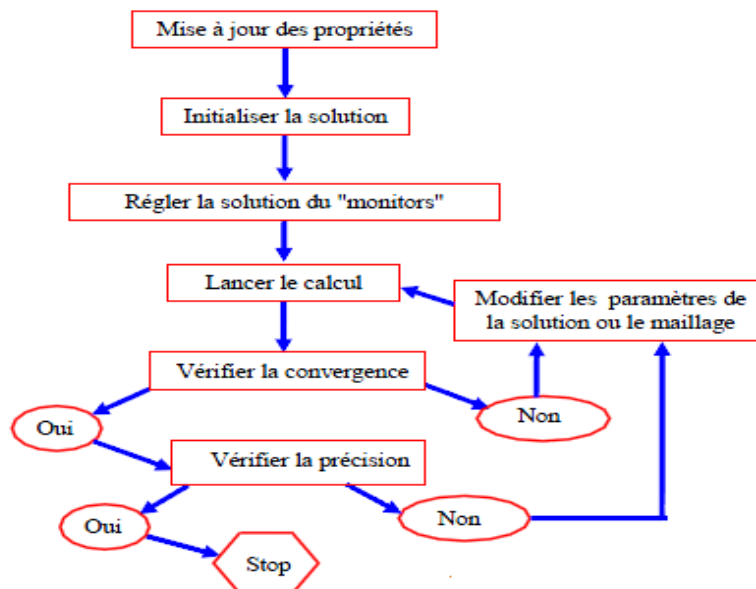 Mise à jour des propriétés
Initialiser la solution
Régler la solution du "monitors"
Lancer le calcul
Modifier les paramètres de
la solution ou le maillage
Vérifier la convergence
Oui
Non
Vérifier la précision
Oui
Non
Stop